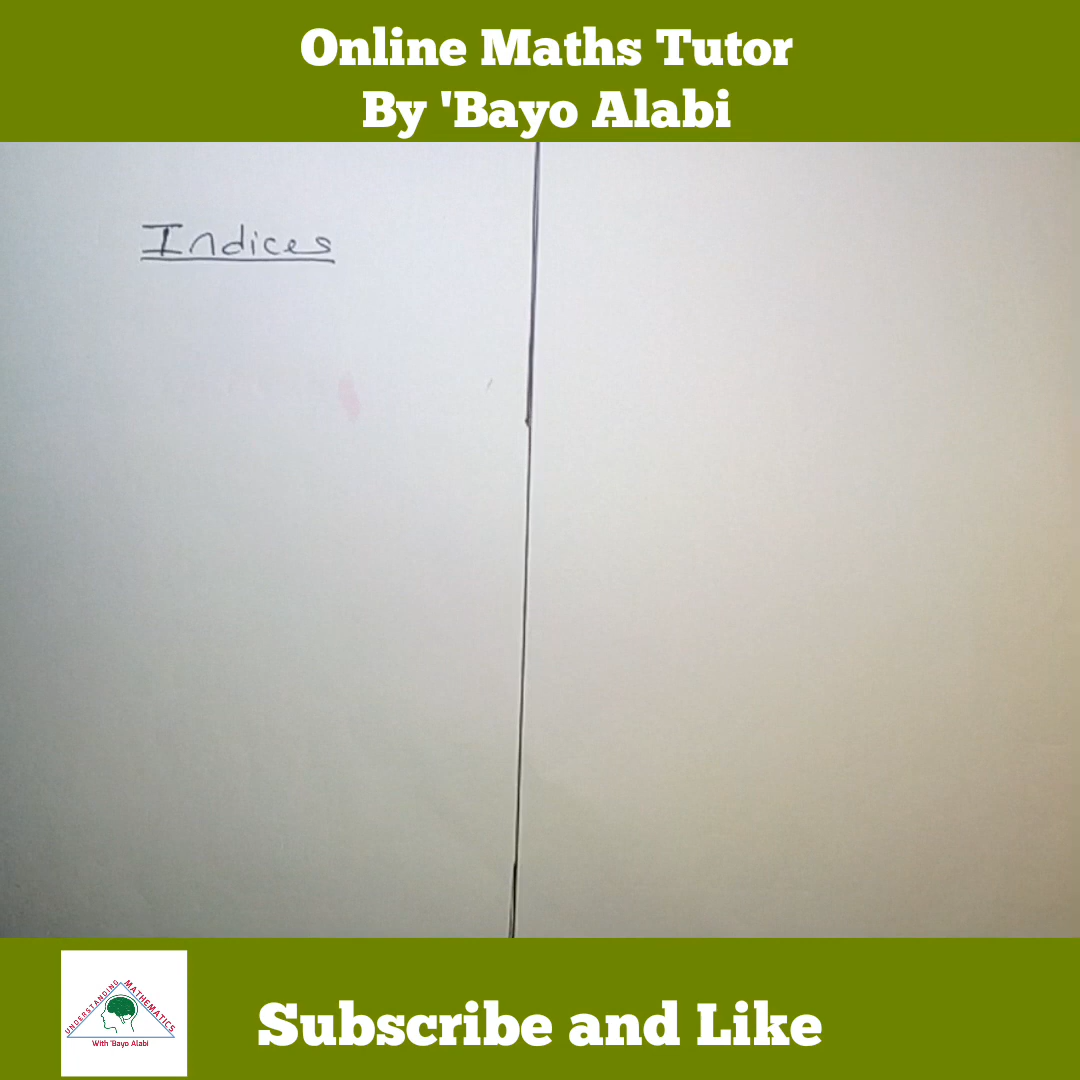 Online Maths Tutor
By 'Bayo Alabi
Indices
UNDERSTANDING MATHEMATICS
With 'Bayo Alabi
Subscribe and Like